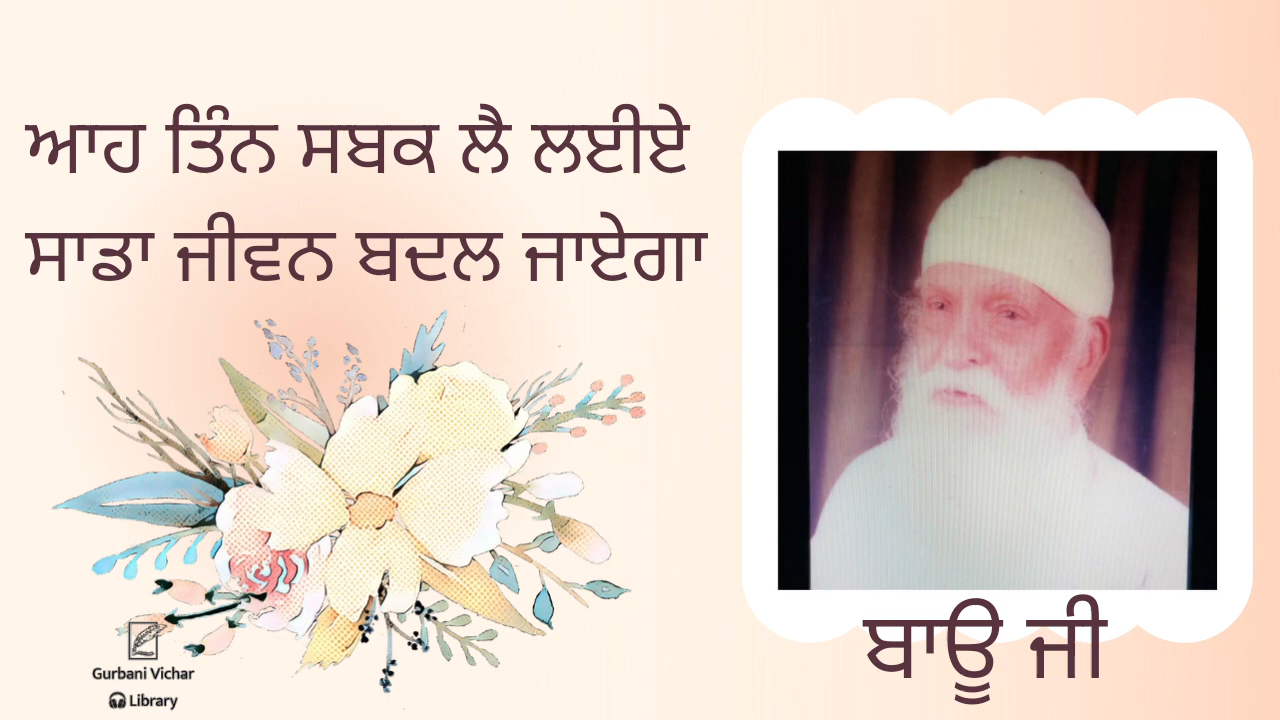 ਆਹ ਤਿੰਨ ਸਬਕ ਲੈ ਲਈਏ
ਸਾਡਾ ਜੀਵਨ ਬਦਲ ਜਾਏਗਾ
Gurbani Vichar
Library
ਬਾਊ ਜੀ